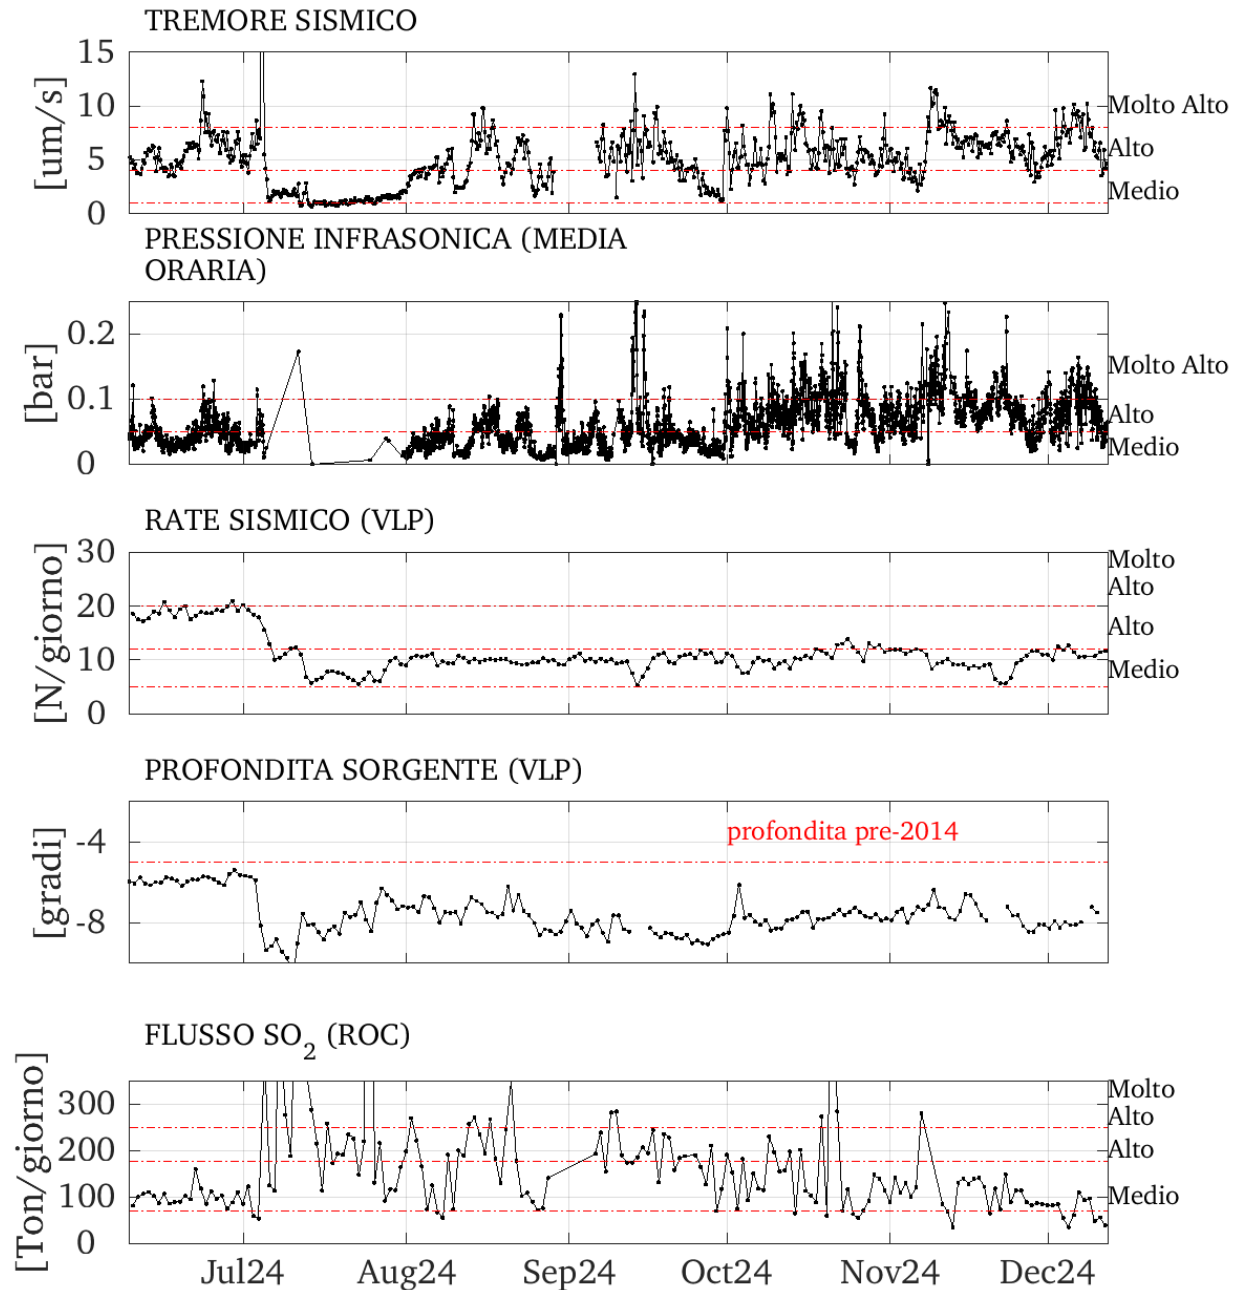 TREMORE SISMICO
15
10
5
0
[um/s]
Molto Alto
Alto
Medio
PRESSIONE INFRASONICA (MEDIA
ORARIA)
0.2
0.1
0
[bar]
Molto Alto
Alto
Medio
RATE SISMICO (VLP)
30
20
10
0
[N/giorno]
Molto
Alto
Alto
Medio
PROFONDITA SORGENTE (VLP)
-4
-8
[gradi]
profondita pre-2014
FLUSSO SO2 (ROC)
300
200
100
0
[Ton/giorno]
Molto
Alto
Alto
Medio
Jul24 Aug24 Sep24 Oct24 Nov24 Dec24